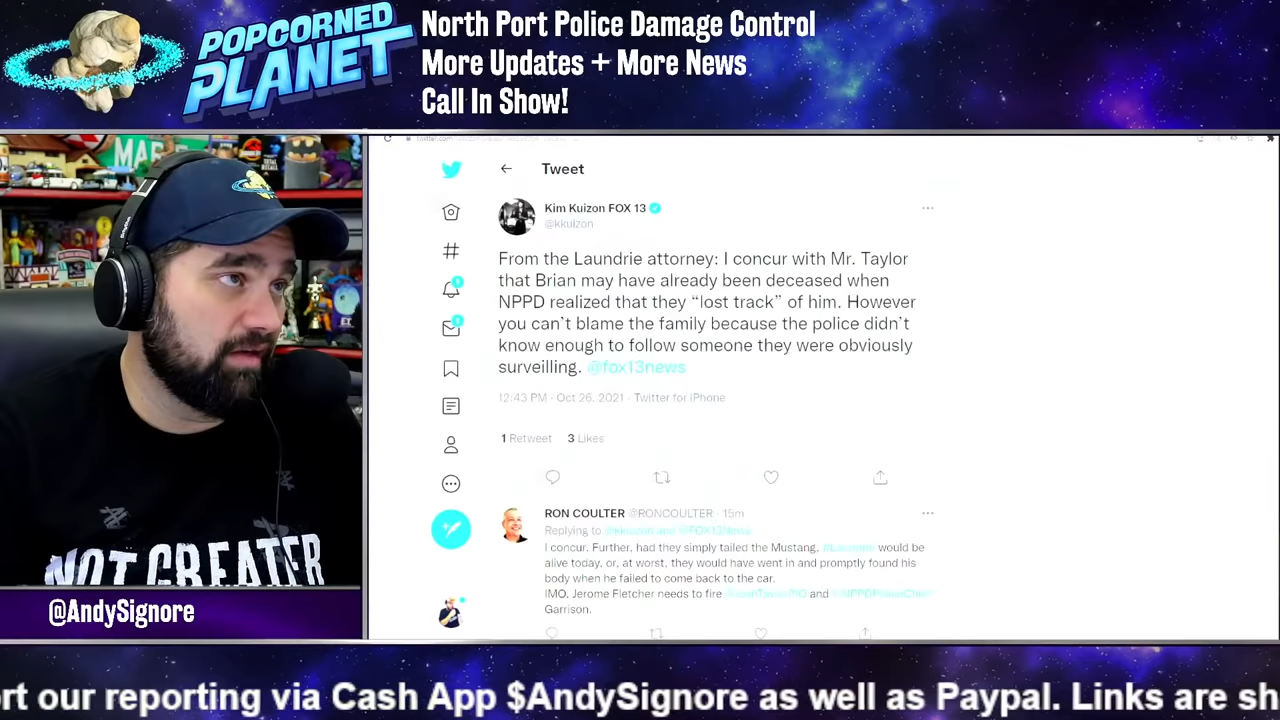 POPCORNED
PLANET
North Port Police Damage Control
More Updates + More News
Call In Show!
Tweet
Kim Kuizon FOX 13
@kkuizon
From the Laundrie attorney: I concur with Mr. Taylor
that Brian may have already been deceased when
NPPD realized that they “lost track” of him. However
you can’t blame the family because the police didn’t
know enough to follow someone they were obviously
surveilling. @fox13news
12:43 PM · Oct 26, 2021 · Twitter for iPhone
1 Retweet 3 Likes
RON COULTER @RONCOULTER · 15m
Replying to @kkuizon and @FOX13News
I concur. Further, had they simply tailed the Mustang, #Laundrie would be
alive today, or, at worst, they would have went in and promptly found his
body when he failed to come back to the car.
IMO, Jerome Fletcher needs to fire and
Garrison.
NOT GREATER
@AndySignore
rt our reporting via Cash App $AndySignore as well as Paypal. Links are sh